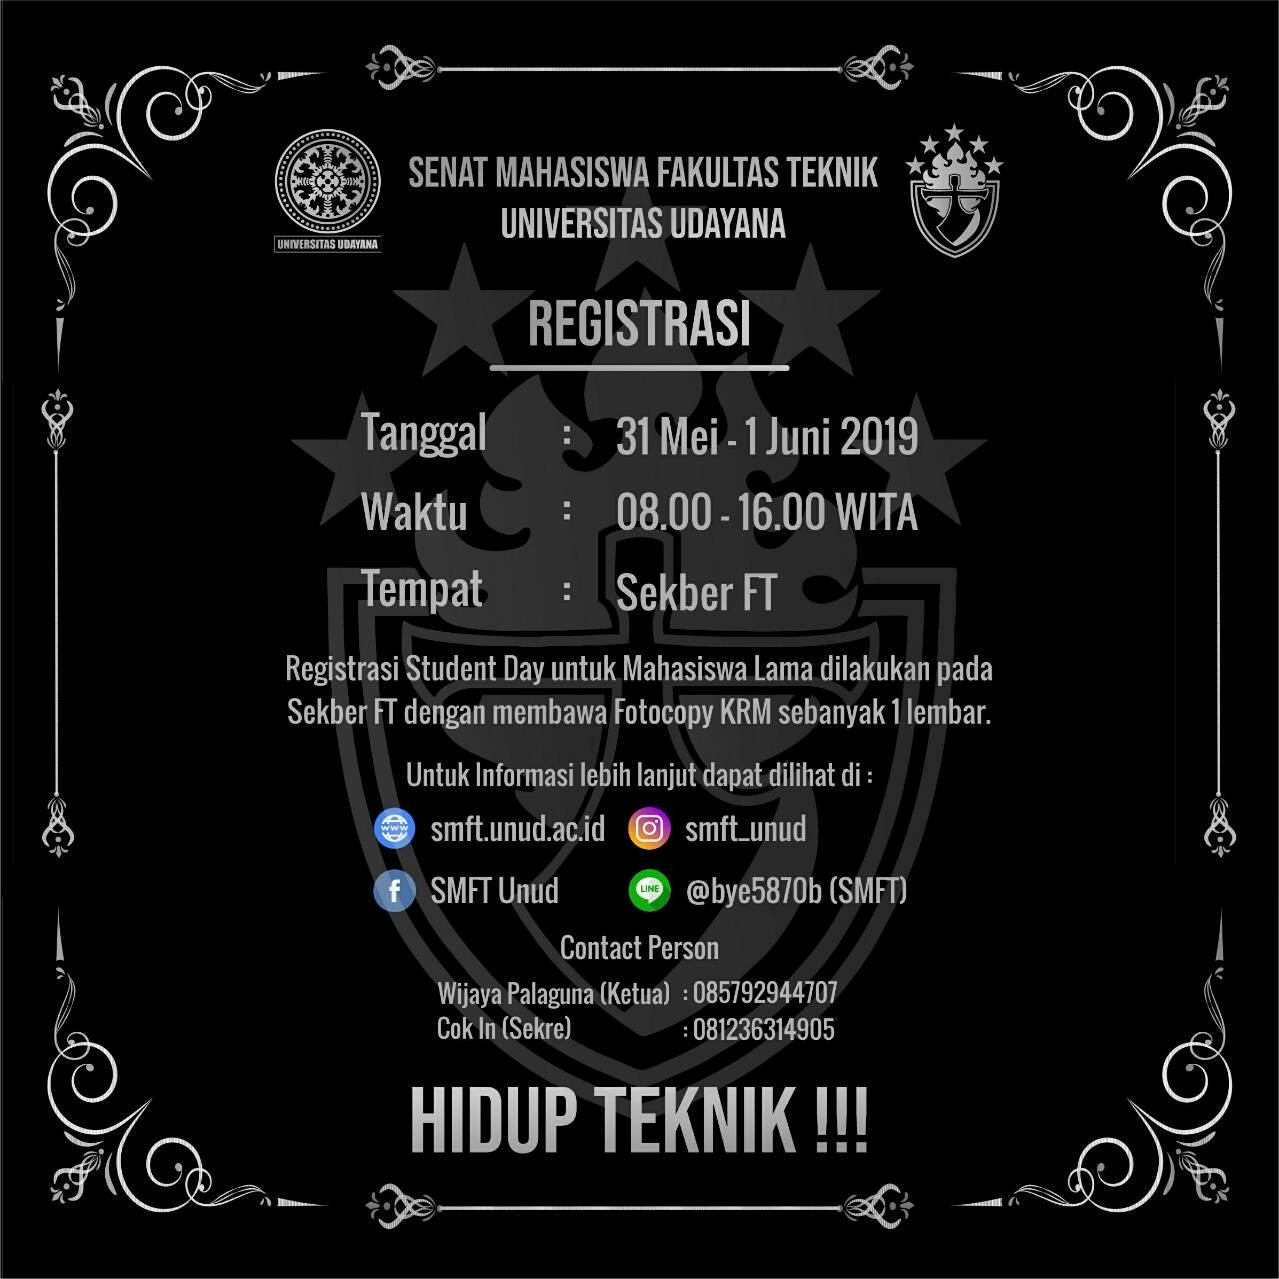 SENAT MAHASISWA FAKULTAS TEKNIK
UNIVERSITAS UDAYANA
UNIVERSITAS UDAYANA
REGISTRASI
Tanggal : 31 Mei - 1 Juni 2019
Waktu : 08.00 - 16.00 WITA
Tempat : Sekber FT
Registrasi Student Day untuk Mahasiswa Lama dilakukan pada
Sekber FT dengan membawa Fotocopy KRM sebanyak 1 lembar.
Untuk Informasi lebih lanjut dapat dilihat di :
www smft.unud.ac.id smft_unud
f SMFT Unud LINE @bye5870b (SMFT)
Contact Person
Wijaya Palaguna (Ketua) : 085792944707
Cok In (Sekre) : 081236314905
HIDUP TEKNIK !!!